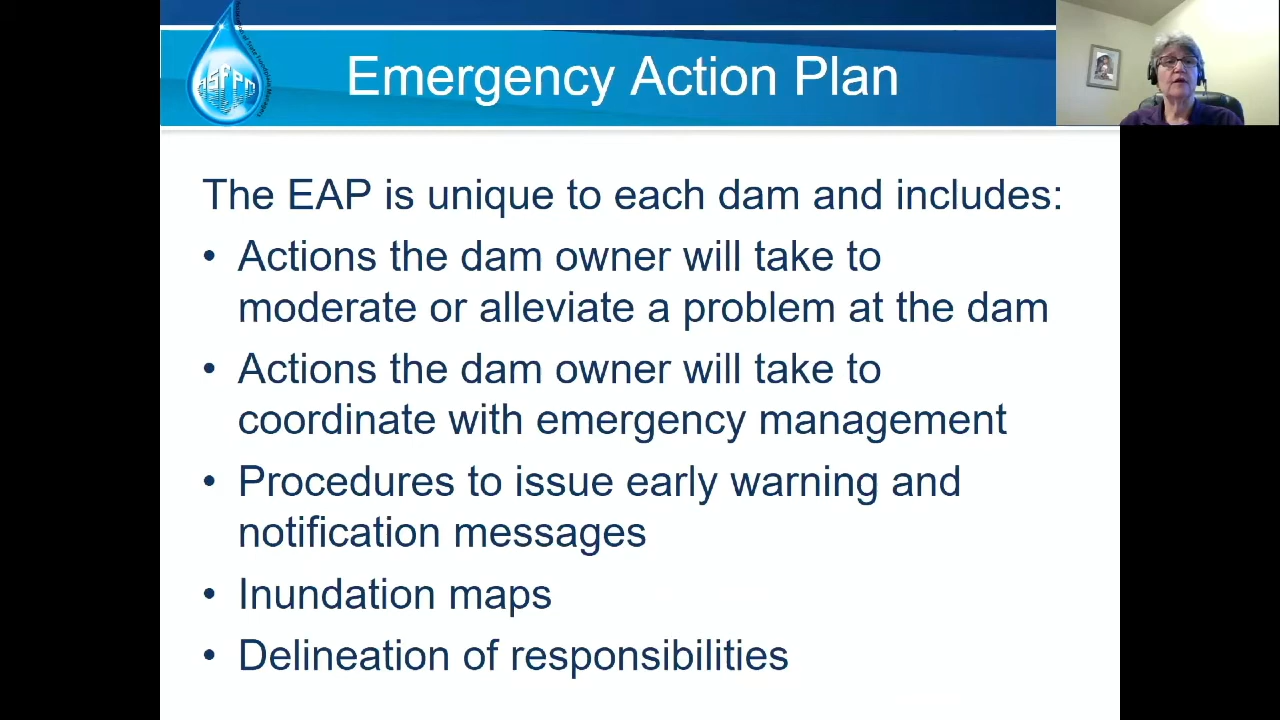 Emergency Action Plan
asfpm
The EAP is unique to each dam and includes:
• Actions the dam owner will take to
moderate or alleviate a problem at the dam
• Actions the dam owner will take to
coordinate with emergency management
• Procedures to issue early warning and
notification messages
• Inundation maps
• Delineation of responsibilities